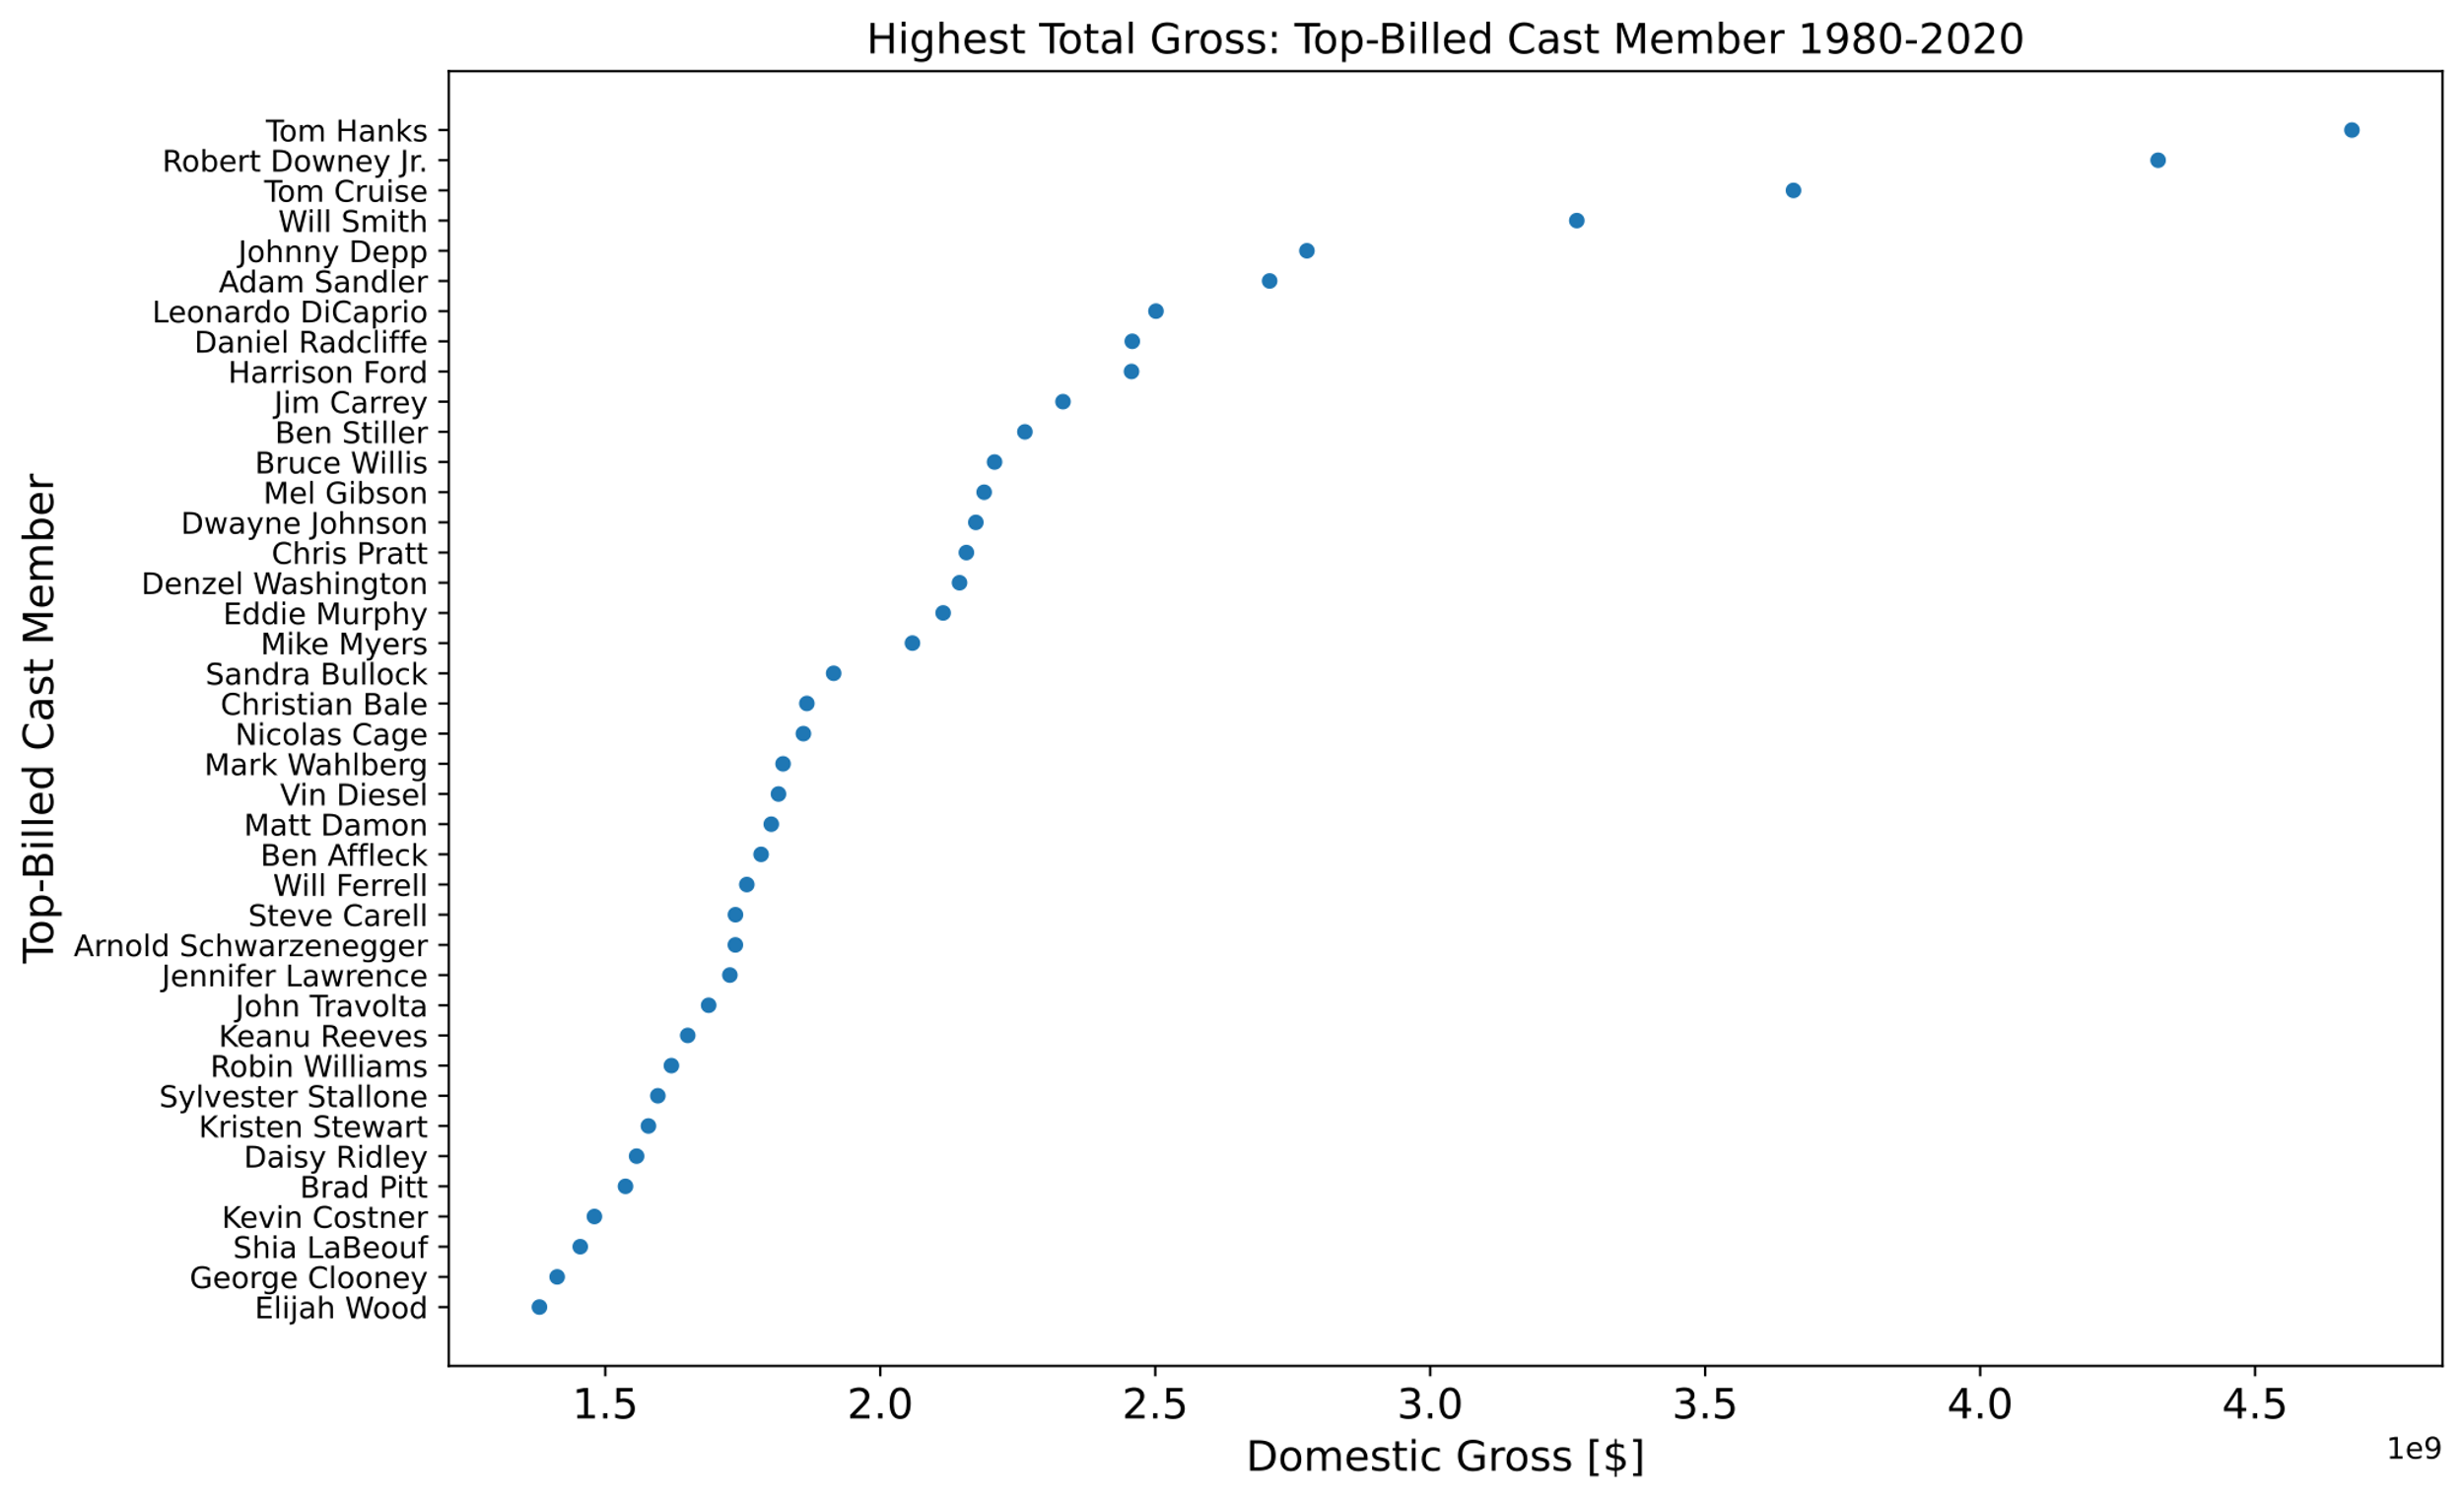 Highest Total Gross: Top-Billed Cast Member 1980-2020
Top-Billed Cast Member
Tom Hanks
Robert Downey Jr.
Tom Cruise
Will Smith
Johnny Depp
Adam Sandler
Leonardo DiCaprio
Daniel Radcliffe
Harrison Ford
Jim Carrey
Ben Stiller
Bruce Willis
Mel Gibson
Dwayne Johnson
Chris Pratt
Denzel Washington
Eddie Murphy
Mike Myers
Sandra Bullock
Christian Bale
Nicolas Cage
Mark Wahlberg
Vin Diesel
Matt Damon
Ben Affleck
Will Ferrell
Steve Carell
Arnold Schwarzenegger
Jennifer Lawrence
John Travolta
Keanu Reeves
Robin Williams
Sylvester Stallone
Kristen Stewart
Daisy Ridley
Brad Pitt
Kevin Costner
Shia LaBeouf
George Clooney
Elijah Wood
1.5 2.0 2.5 3.0 3.5 4.0 4.5
Domestic Gross [$]
1e9